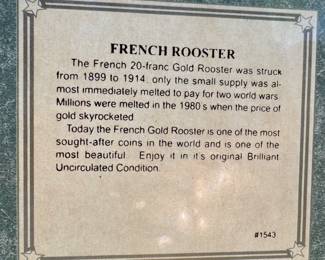 FRENCH ROOSTER
The French 20-franc Gold Rooster was struck
from 1899 to 1914. only the small supply was al-
most immediately melted to pay for two world wars.
Millions were melted in the 1980's when the price of
gold skyrocketed.
Today the French Gold Rooster is one of the most
sought-after coins in the world and is one of the
most beautiful. Enjoy it in it's original Brilliant
Uncirculated Condition.
#1543